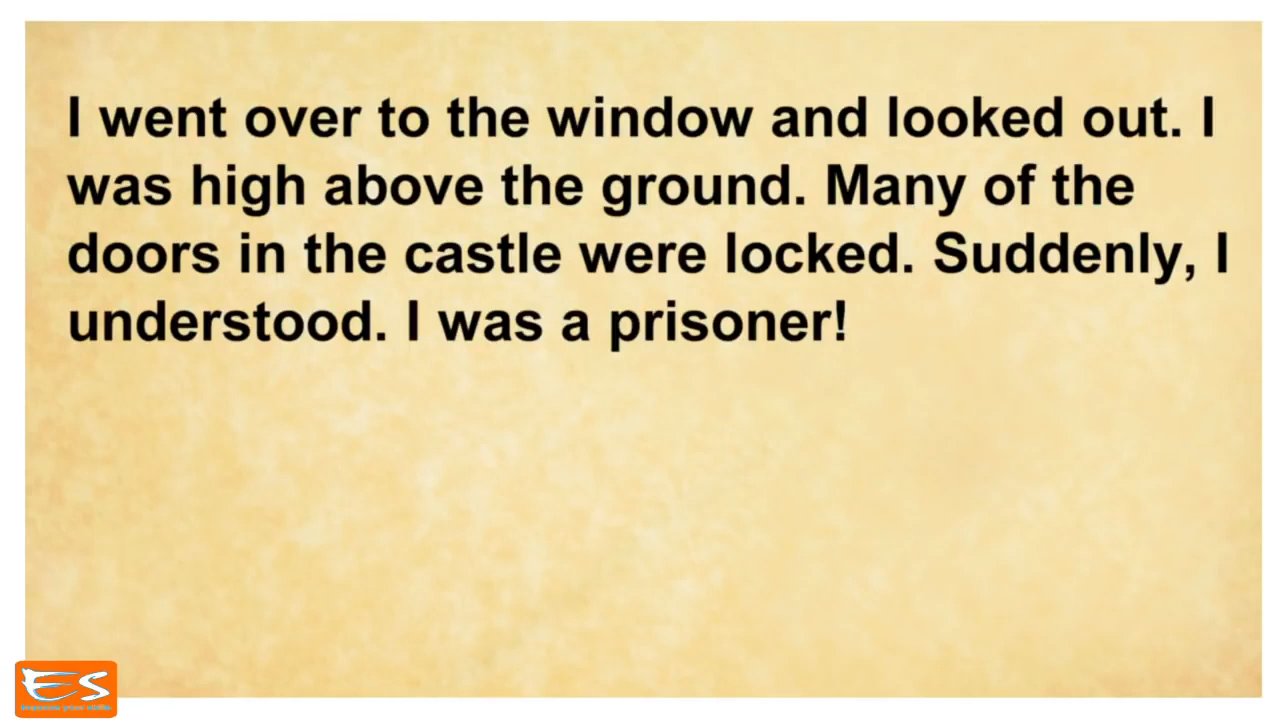 I went over to the window and looked out. I
was high above the ground. Many of the
doors in the castle were locked. Suddenly, I
understood. I was a prisoner!
ES